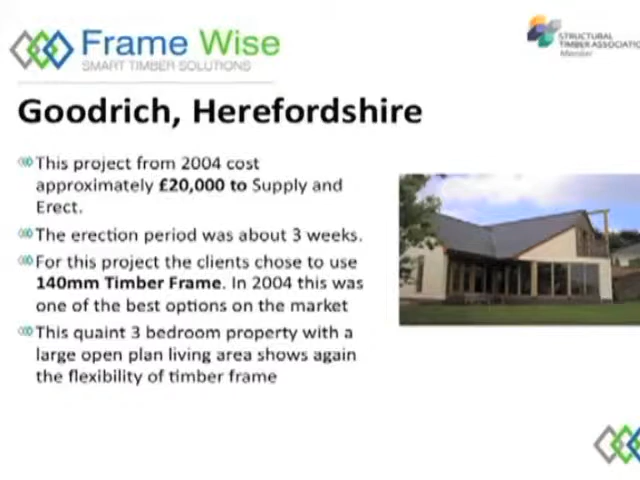 Frame Wise
SMART TIMBER SOLUTIONS
STRUCTURAL
TIMBER ASSOCIATIO
Member
Goodrich, Herefordshire
This project from 2004 cost
approximately £20,000 to Supply and
Erect.
The erection period was about 3 weeks.
For this project the clients chose to use
140mm Timber Frame. In 2004 this was
one of the best options on the market
This quaint 3 bedroom property with a
large open plan living area shows again
the flexibility of timber frame